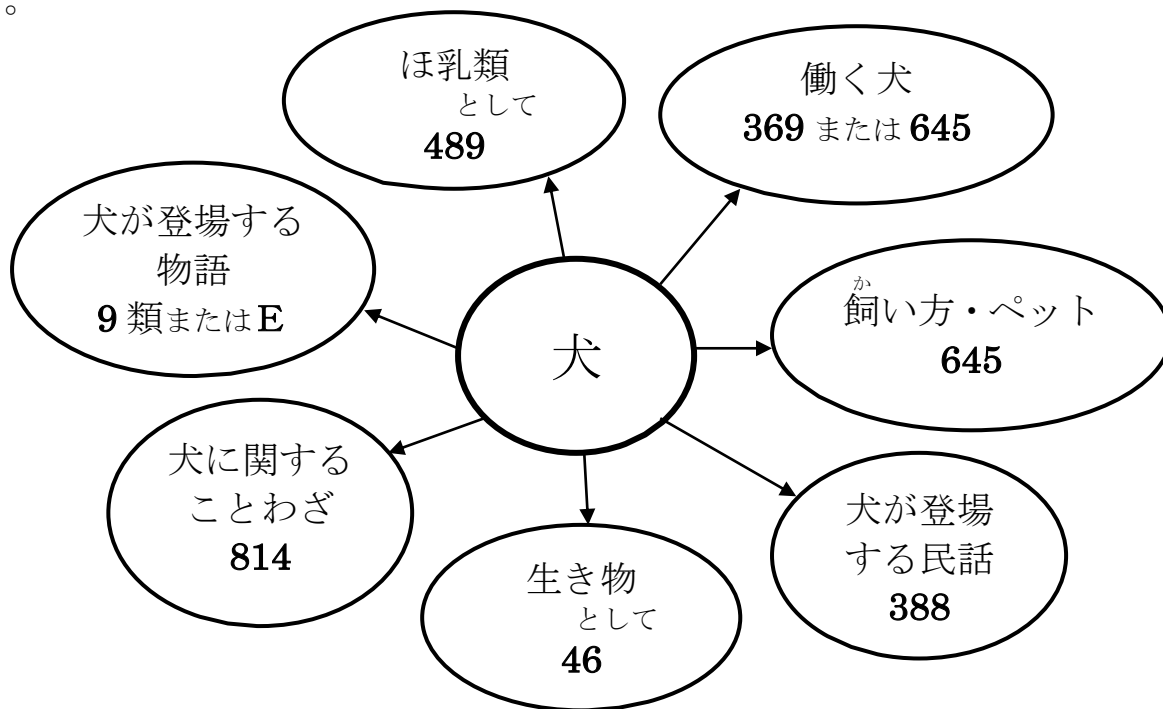 。
ほ乳類
として
489
働く犬
369 または 645
犬が登場する
物語
9 類または E
か
飼い方・ペット
645
犬
犬に関する
ことわざ
814
犬が登場
する民話
388
生き物
として
46